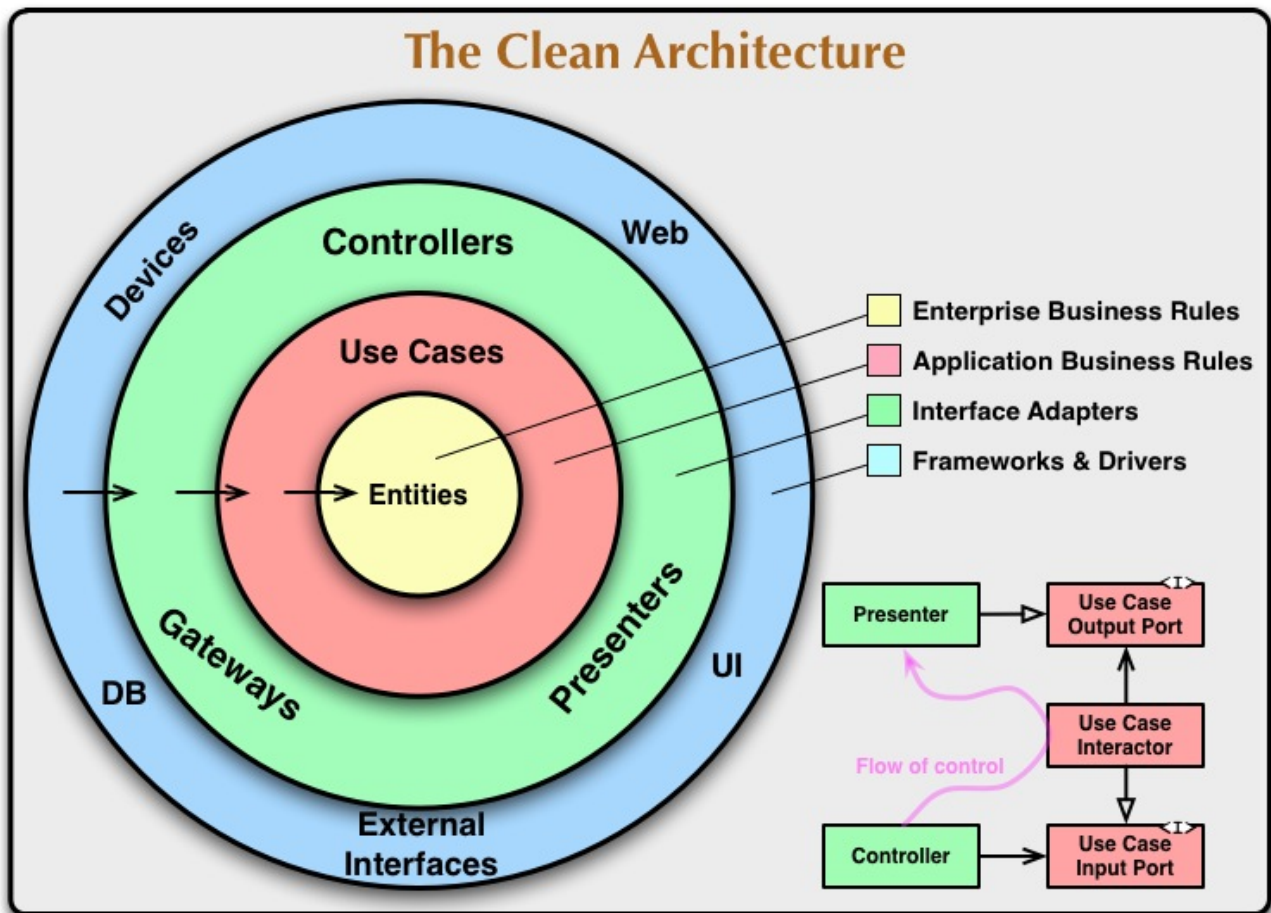 The Clean Architecture
Devices
Controllers
Web
Use Cases
Entities
Gateways
Presenters
DB
UI
External
Interfaces
Enterprise Business Rules
Application Business Rules
Interface Adapters
Frameworks & Drivers
Presenter
<I>
Use Case
Output Port
Use Case
Interactor
Flow of control
Controller
<I>
Use Case
Input Port